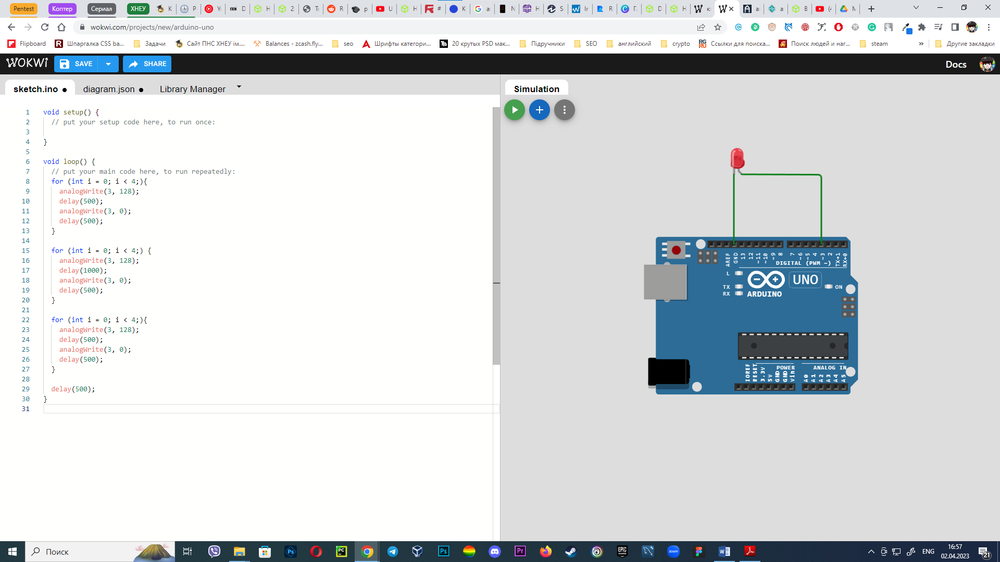 Pentest Коптер Сериал ХНЕУ
wokwi.com/projects/new/arduino-uno
Flipboard Шпаргалка CSS ba... Задачи Сайт ПНС ХНЕУ ім.... Balances - zcash.fly... seo Шрифты категори... 20 крутых PSD мак... Підручники SEO английский crypto Ссылки для поиска... Поиск людей и наг... steam » Другие закладки
WOKWI SAVE SHARE Docs
sketch.ino ● diagram.json ● Library Manager
Simulation
1 void setup() {
2 // put your setup code here, to run once:
3
4 }
5
6 void loop() {
7 // put your main code here, to run repeatedly:
8 for (int i = 0; i < 4;){
9 analogWrite(3, 128);
10 delay(500);
11 analogWrite(3, 0);
12 delay(500);
13 }
14
15 for (int i = 0; i < 4;) {
16 analogWrite(3, 128);
17 delay(1000);
18 analogWrite(3, 0);
19 delay(500);
20 }
21
22 for (int i = 0; i < 4;){
23 analogWrite(3, 128);
24 delay(500);
25 analogWrite(3, 0);
26 delay(500);
27 }
28
29 delay(500);
30 }
31
AREF GND 13 12 ~11 ~10 ~9 8 7 ~6 ~5 4 ~3 2 TX→1 RX←0
DIGITAL (PWM ~)
L
TX
RX
UNO
ON
ARDUINO
POWER ANALOG IN
IOREF RESET 3.3V 5V GND GND Vin A0 A1 A2 A3 A4 A5
Поиск
ENG
16:57
02.04.2023
21